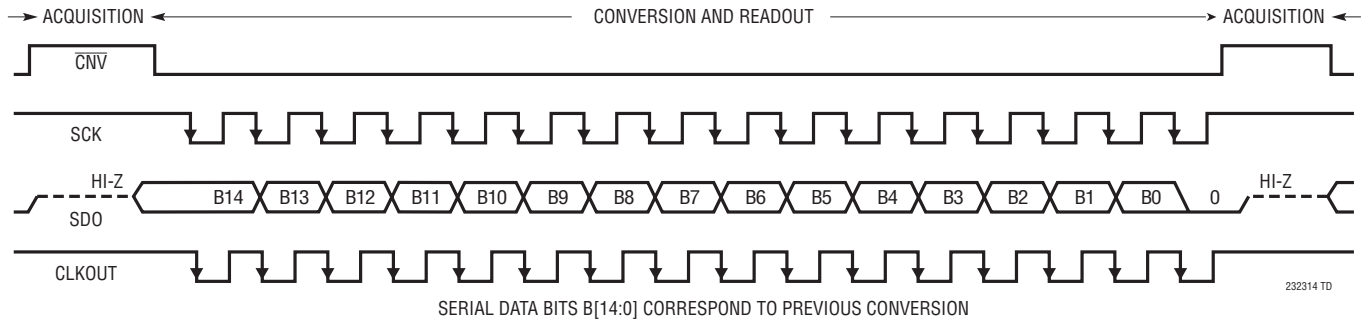 ACQUISITION CONVERSION AND READOUT ACQUISITION
CNV
SCK
HI-Z B14 B13 B12 B11 B10 B9 B8 B7 B6 B5 B4 B3 B2 B1 B0 0 HI-Z
SDO
CLKOUT
232314 TD
SERIAL DATA BITS B[14:0] CORRESPOND TO PREVIOUS CONVERSION